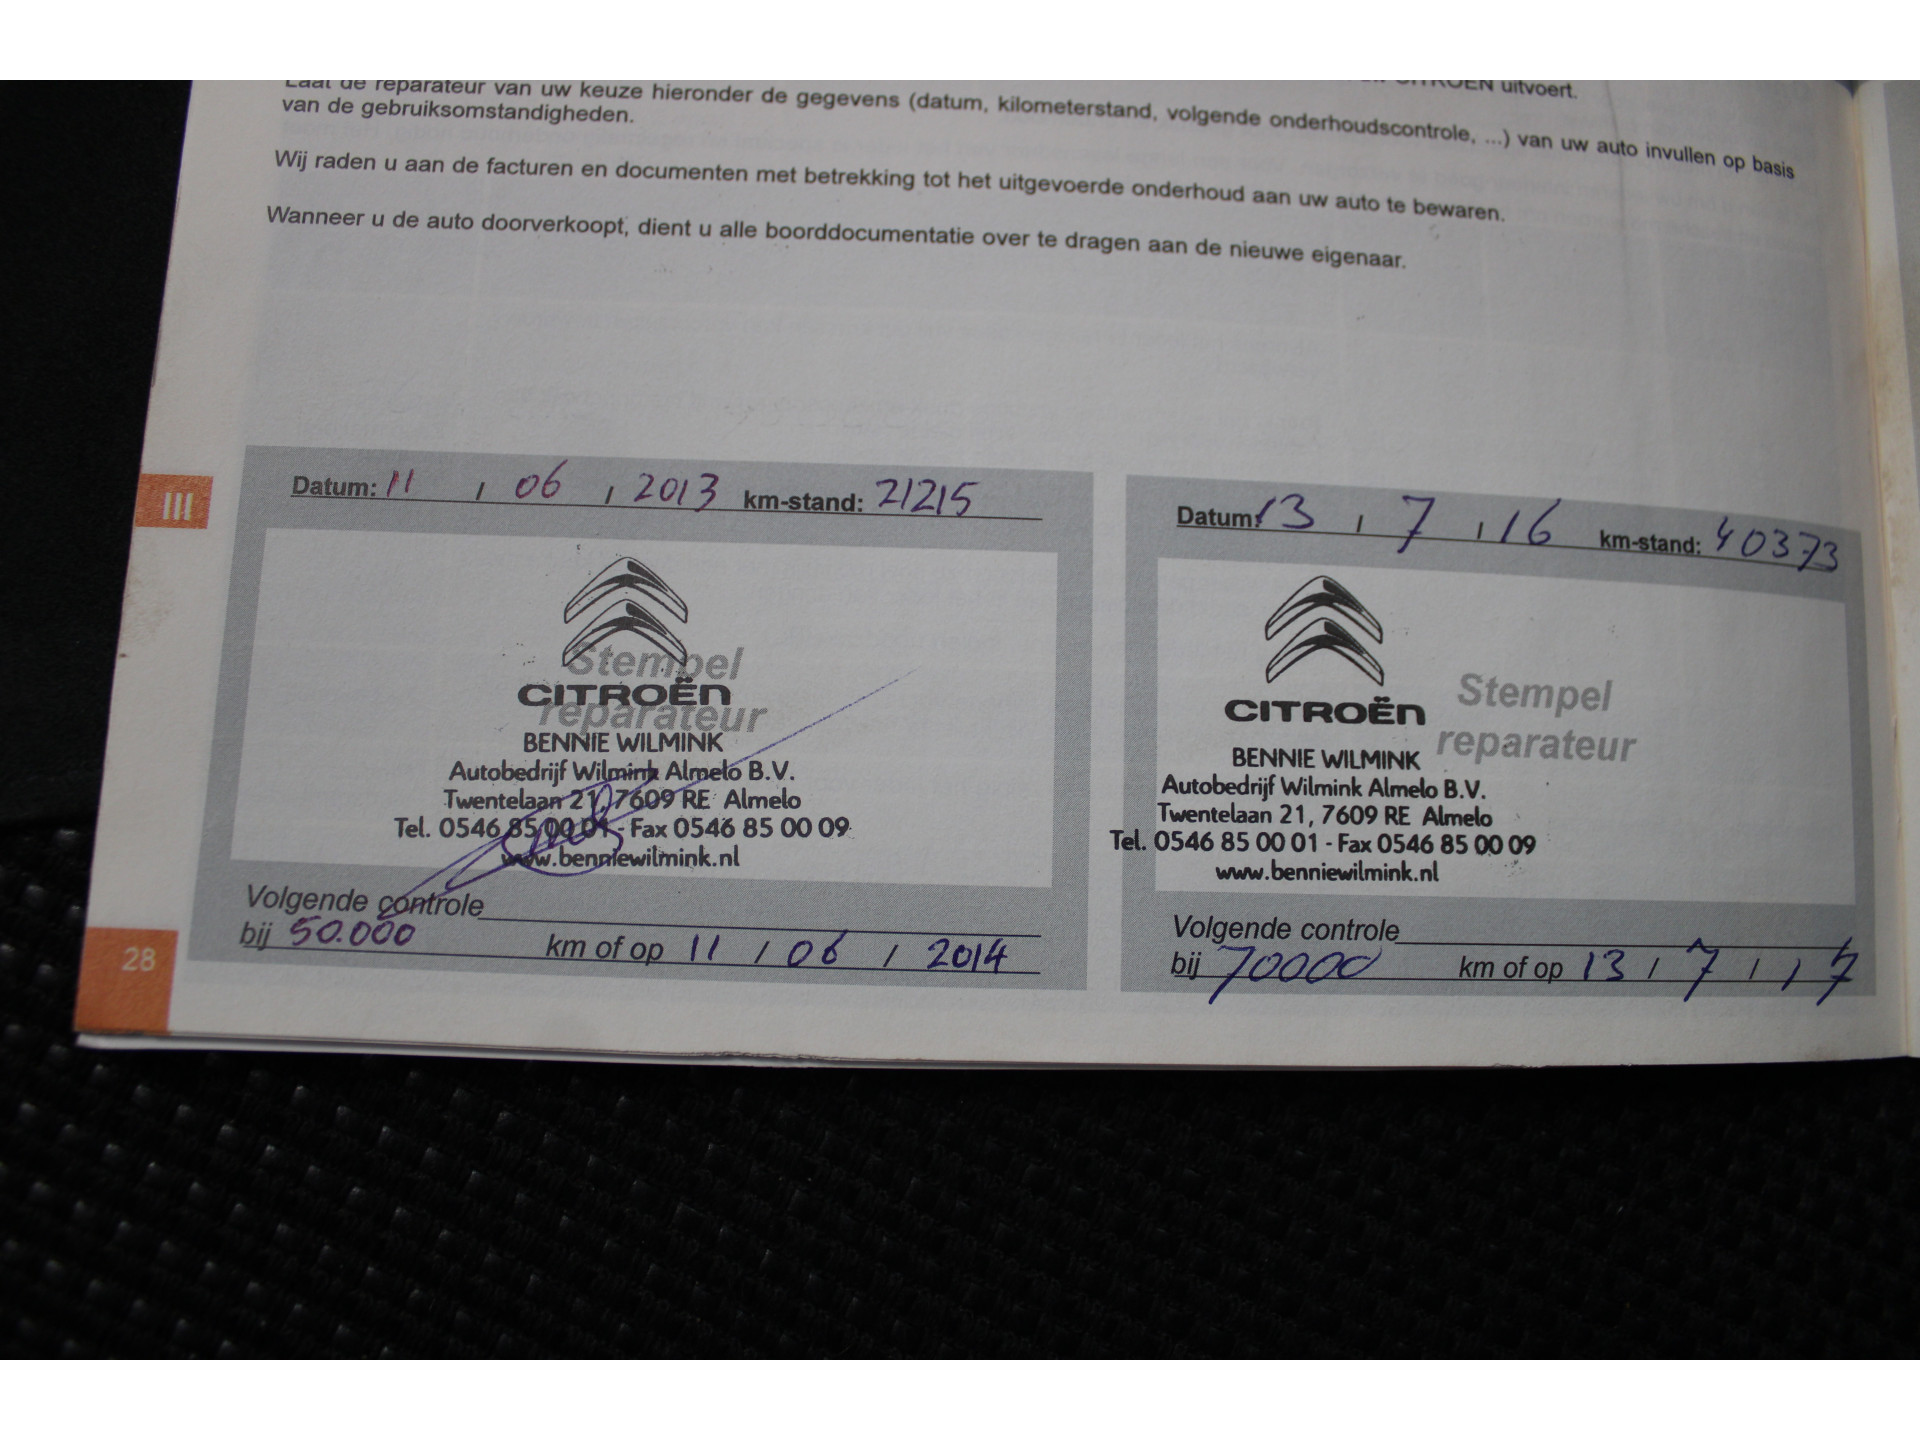 CITROËN uitvoert.
Laat de reparateur van uw keuze hieronder de gegevens (datum, kilometerstand, volgende onderhoudscontrole, ...) van uw auto invullen op basis
van de gebruiksomstandigheden.
Wij raden u aan de facturen en documenten met betrekking tot het uitgevoerde onderhoud aan uw auto te bewaren.
Wanneer u de auto doorverkoopt, dient u alle boorddocumentatie over te dragen aan de nieuwe eigenaar.
III
Datum: 11 / 06 / 2013 km-stand: 21215
Stempel
CITROËN
reparateur
BENNIE WILMINK
Autobedrijf Wilmink Almelo B.V.
Twentelaan 21, 7609 RE Almelo
Tel. 0546 85 00 01 - Fax 0546 85 00 09
www.benniewilmink.nl
Volgende controle
bij 50.000 km of op 11 / 06 / 2014
Datum: 13 / 7 / 16 km-stand: 40373
Stempel
CITROËN
reparateur
BENNIE WILMINK
Autobedrijf Wilmink Almelo B.V.
Twentelaan 21, 7609 RE Almelo
Tel. 0546 85 00 01 - Fax 0546 85 00 09
www.benniewilmink.nl
Volgende controle
bij 70000 km of op 13 / 7 / 17
28